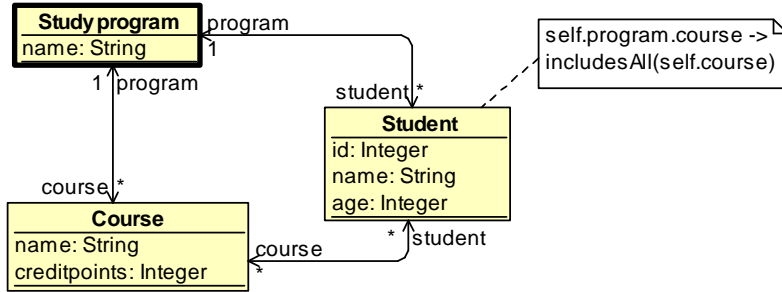 Study program
name: String
program
1
self.program.course ->
includesAll(self.course)
1 program
student *
Student
id: Integer
name: String
age: Integer
course *
Course
name: String
creditpoints: Integer
course
*
* student